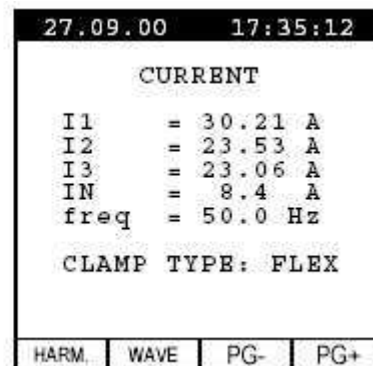 27.09.00 17:35:12
CURRENT
I1 = 30.21 A
I2 = 23.53 A
I3 = 23.06 A
IN = 8.4 A
freq = 50.0 Hz
CLAMP TYPE: FLEX
HARM. WAVE PG- PG+